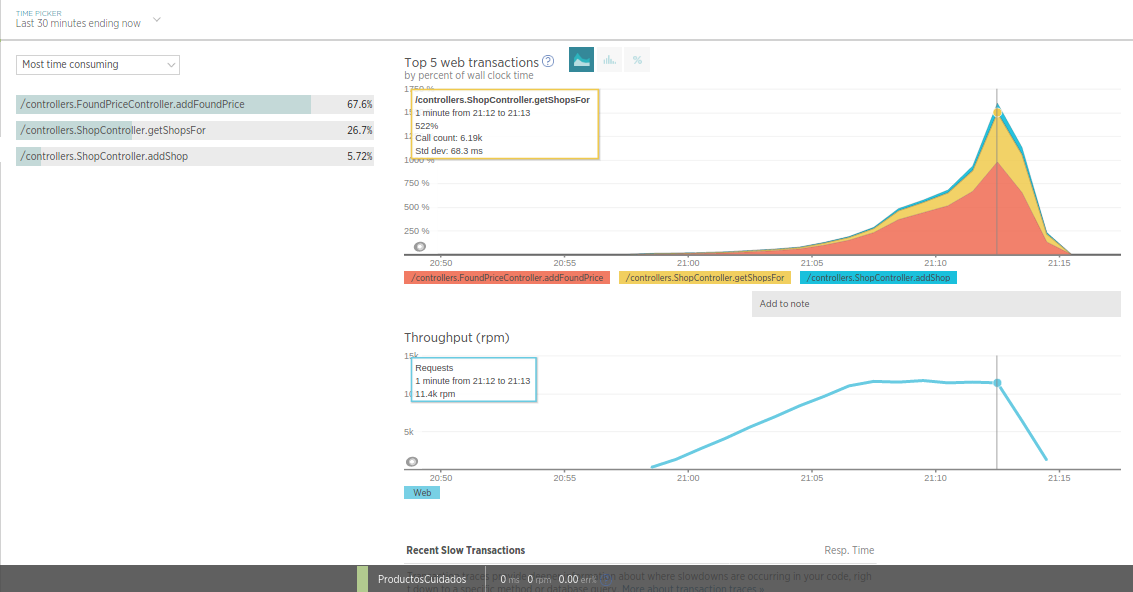 TIME PICKER
Last 30 minutes ending now
Most time consuming
/controllers.FoundPriceController.addFoundPrice 67.6%
/controllers.ShopController.getShopsFor 26.7%
/controllers.ShopController.addShop 5.72%
Top 5 web transactions ?
by percent of wall clock time
%
/controllers.ShopController.getShopsFor
1 minute from 21:12 to 21:13
522%
Call count: 6.19k
Std dev: 68.3 ms
1750 %
1000 %
750 %
500 %
250 %
20:50 20:55 21:00 21:05 21:10 21:15
/controllers.FoundPriceController.addFoundPrice /controllers.ShopController.getShopsFor /controllers.ShopController.addShop
Add to note
Throughput (rpm)
15k
Requests
1 minute from 21:12 to 21:13
11.4k rpm
5k
20:50 20:55 21:00 21:05 21:10 21:15
Web
Recent Slow Transactions Resp. Time
about where slowdowns are occurring in your code, righ
ProductosCuidados 0 ms 0 rpm 0.00 err%
to a specific method or database query. More about transaction traces »